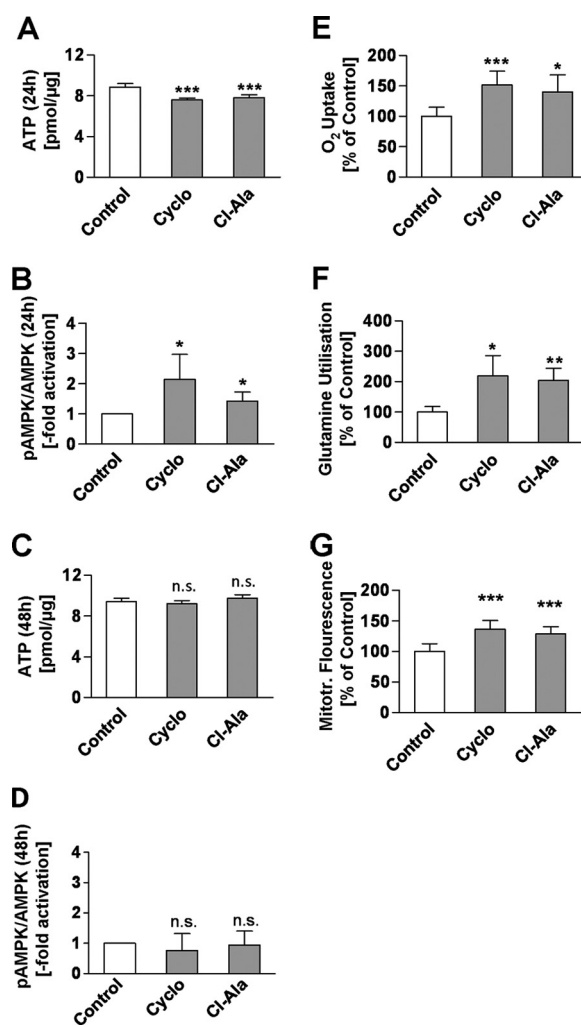 A
ATP (24h)
[pmol/µg]
12
8
4
0
***
***
Control
Cyclo
Cl-Ala
B
pAMPK/AMPK (24h)
[-fold activation]
4
3
2
1
0
*
*
Control
Cyclo
Cl-Ala
C
ATP (48h)
[pmol/µg]
12
8
4
0
n.s.
n.s.
Control
Cyclo
Cl-Ala
D
pAMPK/AMPK (48h)
[-fold activation]
4
3
2
1
0
n.s.
n.s.
Control
Cyclo
Cl-Ala
E
O2 Uptake
[% of Control]
200
150
100
50
0
***
*
Control
Cyclo
Cl-Ala
F
Glutamine Utilisation
[% of Control]
400
300
200
100
0
*
**
Control
Cyclo
Cl-Ala
G
Mitotr. Flourescence
[% of Control]
200
150
100
50
0
***
***
Control
Cyclo
Cl-Ala